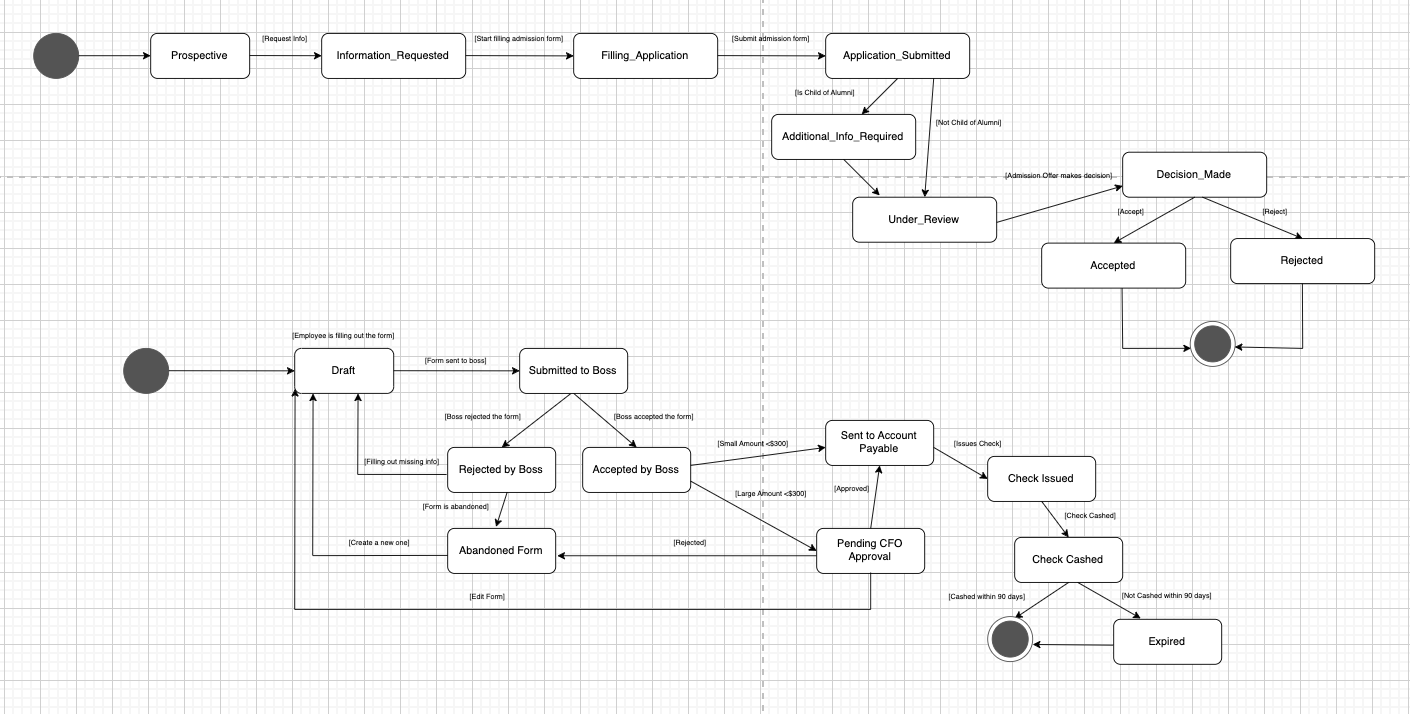 Prospective
[Request Info]
Information_Requested
[Start filling admission form]
Filling_Application
[Submit admission form]
Application_Submitted
[Is Child of Alumni]
[Not Child of Alumni]
Additional_Info_Required
Under_Review
[Admission Offer makes decision]
Decision_Made
[Accept]
[Reject]
Accepted
Rejected
[Employee is filling out the form]
Draft
[Form sent to boss]
Submitted to Boss
[Boss rejected the form]
[Boss accepted the form]
[Filling out missing info]
Rejected by Boss
Accepted by Boss
[Small Amount <$300]
Sent to Account
Payable
[Issues Check]
Check Issued
[Large Amount <$300]
[Approved]
[Form is abandoned]
[Create a new one]
Abandoned Form
[Rejected]
Pending CFO
Approval
[Check Cashed]
Check Cashed
[Edit Form]
[Cashed within 90 days]
[Not Cashed within 90 days]
Expired